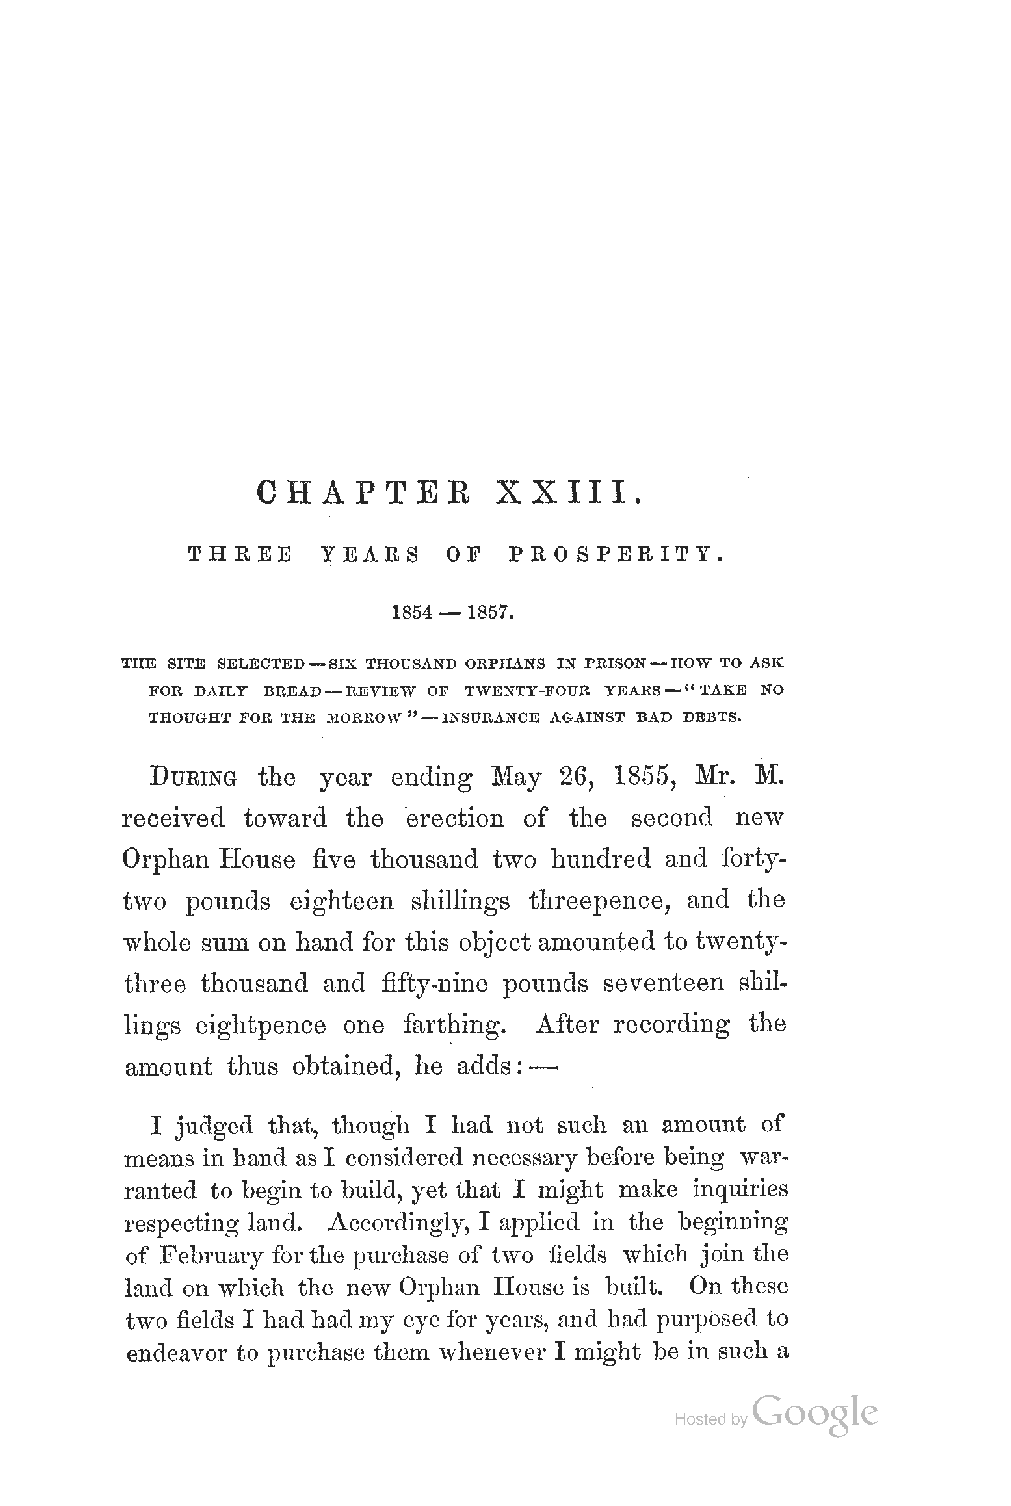 CHAPTER XXIII.
THREE YEARS OF PROSPERITY.
1854 — 1857.
THE SITE SELECTED — SIX THOUSAND ORPHANS IN PRISON — HOW TO ASK
FOR DAILY BREAD — REVIEW OF TWENTY-FOUR YEARS — "TAKE NO
THOUGHT FOR THE MORROW" — INSURANCE AGAINST BAD DEBTS.
DURING the year ending May 26, 1855, Mr. M.
received toward the erection of the second new
Orphan House five thousand two hundred and forty-
two pounds eighteen shillings threepence, and the
whole sum on hand for this object amounted to twenty-
three thousand and fifty-nine pounds seventeen shil-
lings eightpence one farthing. After recording the
amount thus obtained, he adds: —
I judged that, though I had not such an amount of
means in hand as I considered necessary before being war-
ranted to begin to build, yet that I might make inquiries
respecting land. Accordingly, I applied in the beginning
of February for the purchase of two fields which join the
land on which the new Orphan House is built. On these
two fields I had had my eye for years, and had purposed to
endeavor to purchase them whenever I might be in such a
Hosted by Google